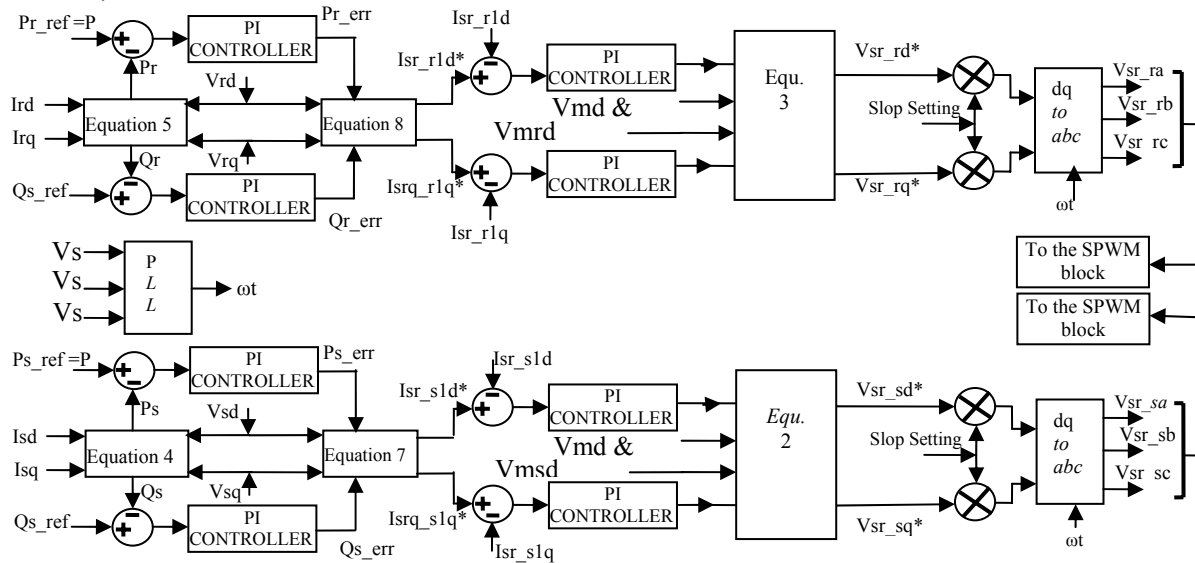 Pr_ref =P
PI
CONTROLLER
Pr_err
Pr
Vrd
Ird
Irq
Equation 5
Equation 8
Vrq
Qr
Qs_ref
PI
CONTROLLER
Qr_err
Isr_r1d
Isr_r1d*
PI
CONTROLLER
Vmd &
Vmrd
PI
CONTROLLER
Isrq_r1q*
Isr_r1q
Equ.
3
Vsr_rd*
Slop Setting
Vsr_rq*
dq
to
abc
ωt
Vsr_ra
Vsr_rb
Vsr_rc
Vs
Vs
Vs
P
L
L
ωt
To the SPWM
block
To the SPWM
block
Ps_ref =P
PI
CONTROLLER
Ps_err
Ps
Vsd
Isd
Isq
Equation 4
Equation 7
Vsq
Qs
Qs_ref
PI
CONTROLLER
Qs_err
Isr_s1d
Isr_s1d*
PI
CONTROLLER
Vmd &
Vmsd
PI
CONTROLLER
Isrq_s1q*
Isr_s1q
Equ.
2
Vsr_sd*
Slop Setting
Vsr_sq*
dq
to
abc
ωt
Vsr_sa
Vsr_sb
Vsr_sc